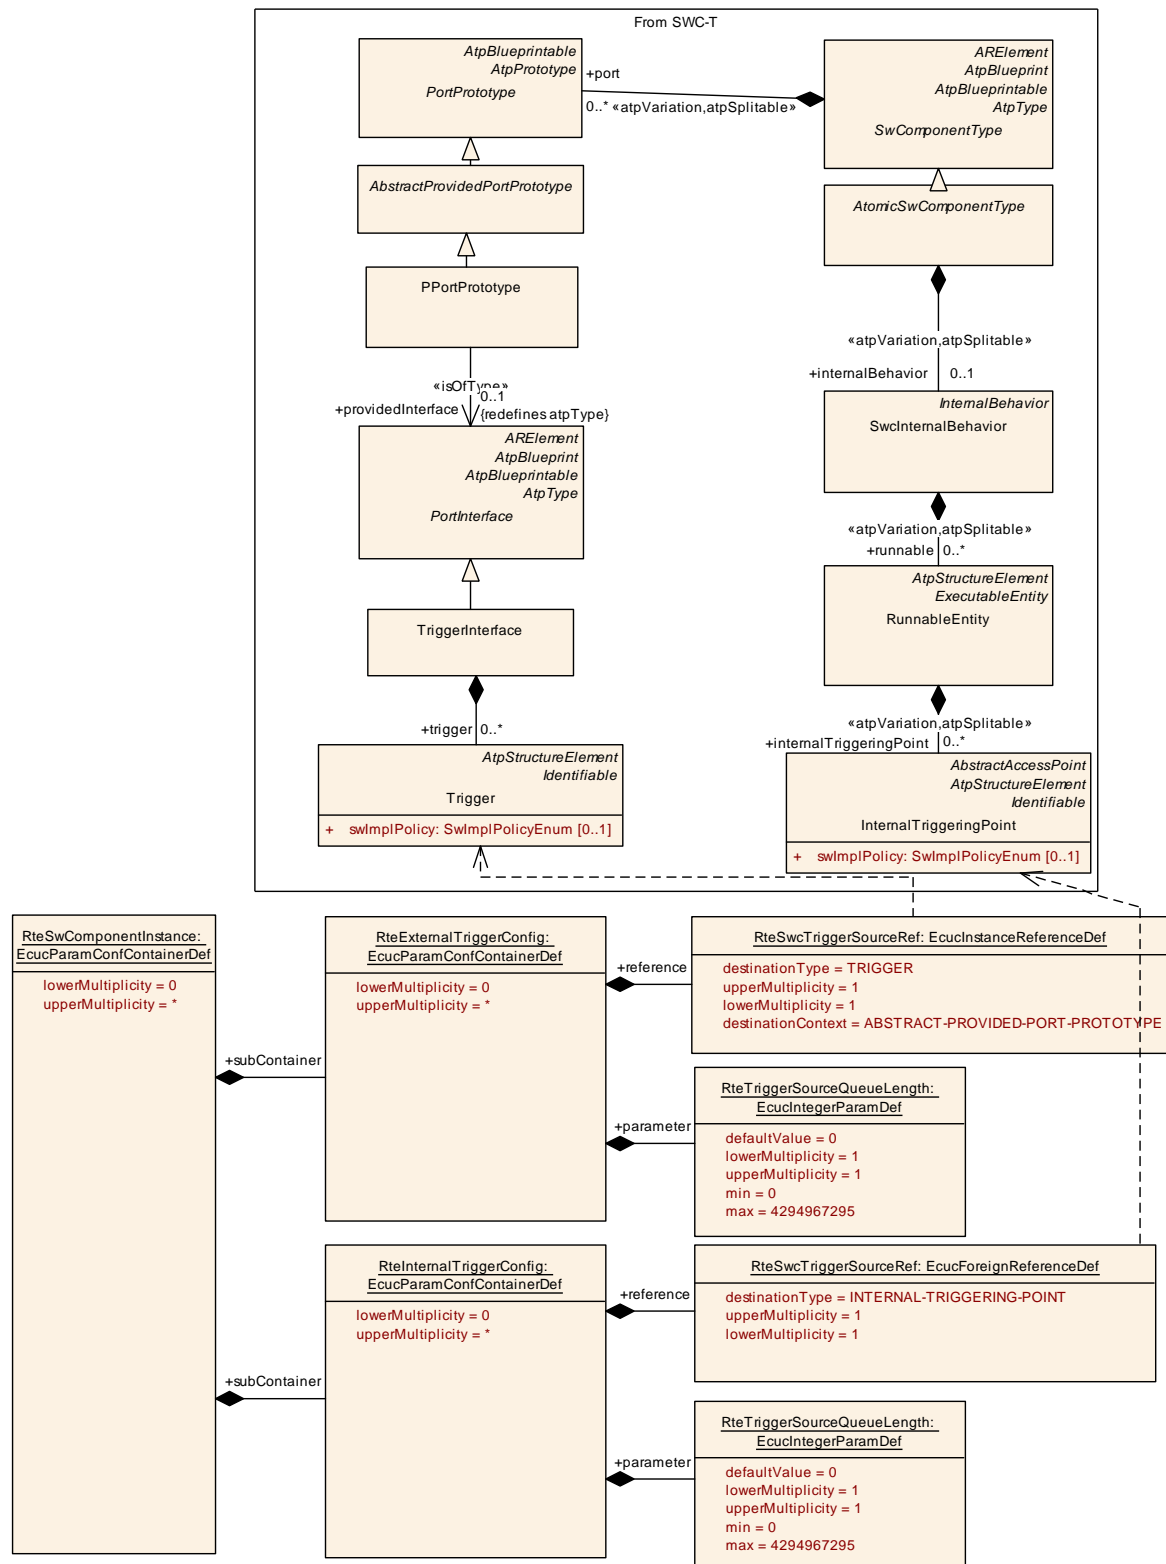 From SWC-T
AtpBlueprintable
AtpPrototype
PortPrototype
+port
0..* «atpVariation,atpSplitable»
ARElement
AtpBlueprint
AtpBlueprintable
AtpType
SwComponentType
AbstractProvidedPortPrototype
AtomicSwComponentType
PPortPrototype
«atpVariation,atpSplitable»
+internalBehavior 0..1
«isOfType»
0..1
+providedInterface {redefines atpType}
InternalBehavior
SwcInternalBehavior
ARElement
AtpBlueprint
AtpBlueprintable
AtpType
PortInterface
«atpVariation,atpSplitable»
+runnable 0..*
AtpStructureElement
ExecutableEntity
RunnableEntity
TriggerInterface
+trigger 0..*
«atpVariation,atpSplitable»
+internalTriggeringPoint 0..*
AtpStructureElement
Identifiable
Trigger
+ swImplPolicy: SwImplPolicyEnum [0..1]
AbstractAccessPoint
AtpStructureElement
Identifiable
InternalTriggeringPoint
+ swImplPolicy: SwImplPolicyEnum [0..1]
RteSwComponentInstance:
EcucParamConfContainerDef
lowerMultiplicity = 0
upperMultiplicity = *
RteExternalTriggerConfig:
EcucParamConfContainerDef
lowerMultiplicity = 0
upperMultiplicity = *
+reference
RteSwcTriggerSourceRef: EcucInstanceReferenceDef
destinationType = TRIGGER
upperMultiplicity = 1
lowerMultiplicity = 1
destinationContext = ABSTRACT-PROVIDED-PORT-PROTOTYPE
+subContainer
RteTriggerSourceQueueLength:
EcucIntegerParamDef
+parameter
defaultValue = 0
lowerMultiplicity = 1
upperMultiplicity = 1
min = 0
max = 4294967295
RteInternalTriggerConfig:
EcucParamConfContainerDef
lowerMultiplicity = 0
upperMultiplicity = *
+reference
RteSwcTriggerSourceRef: EcucForeignReferenceDef
destinationType = INTERNAL-TRIGGERING-POINT
upperMultiplicity = 1
lowerMultiplicity = 1
+subContainer
RteTriggerSourceQueueLength:
EcucIntegerParamDef
+parameter
defaultValue = 0
lowerMultiplicity = 1
upperMultiplicity = 1
min = 0
max = 4294967295